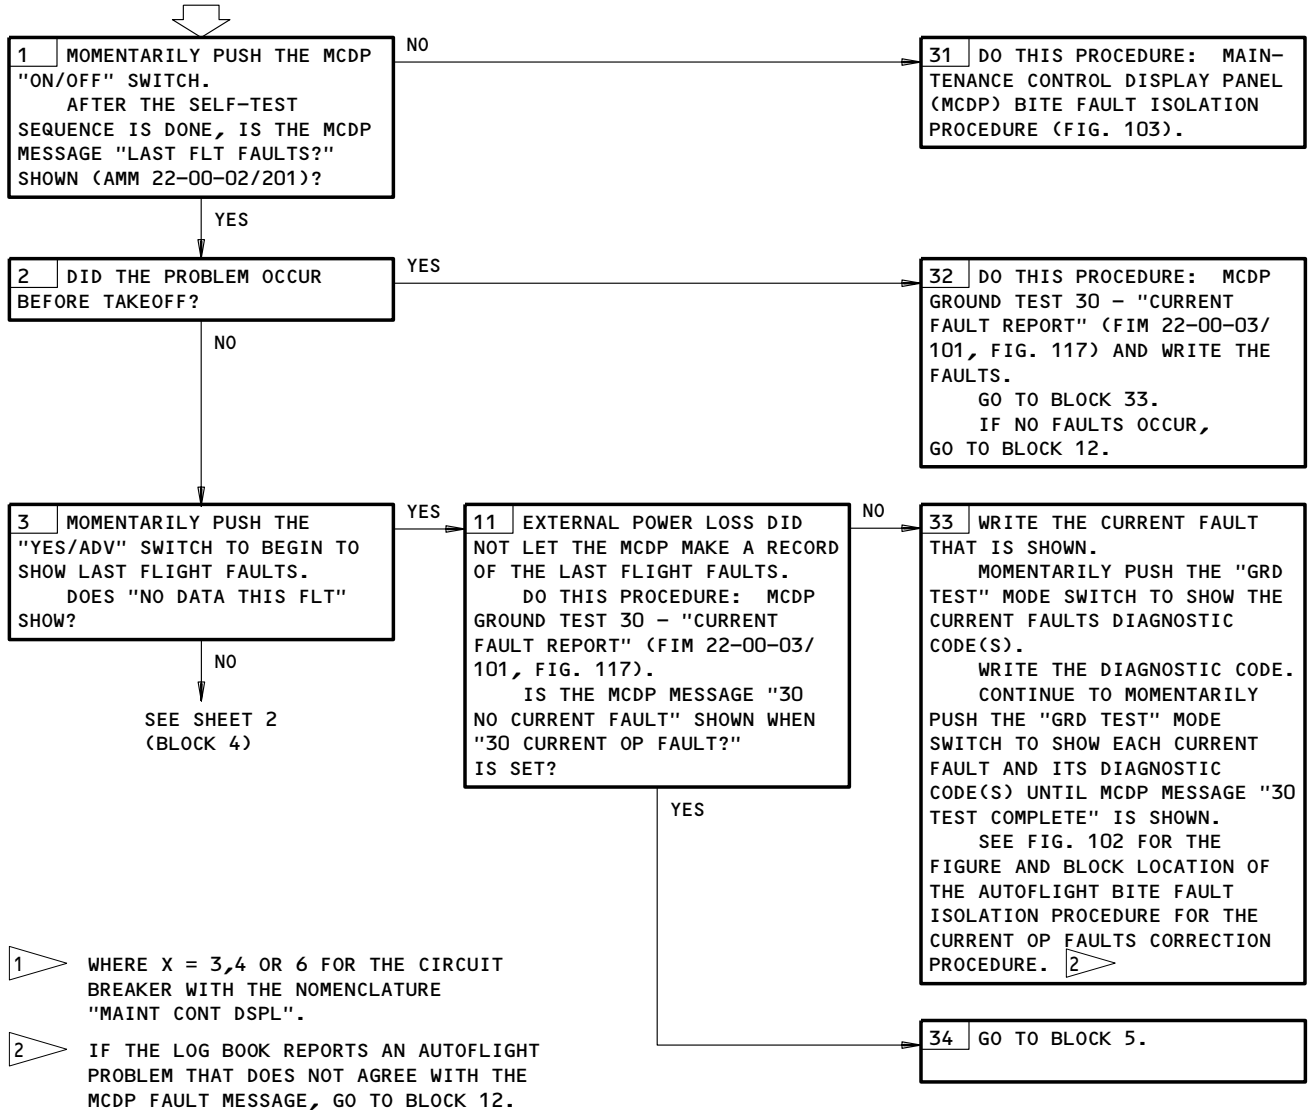 1 MOMENTARILY PUSH THE MCDP
"ON/OFF" SWITCH.
AFTER THE SELF-TEST
SEQUENCE IS DONE, IS THE MCDP
MESSAGE "LAST FLT FAULTS?"
SHOWN (AMM 22-00-02/201)?
NO
31 DO THIS PROCEDURE: MAIN-
TENANCE CONTROL DISPLAY PANEL
(MCDP) BITE FAULT ISOLATION
PROCEDURE (FIG. 103).
YES
2 DID THE PROBLEM OCCUR
BEFORE TAKEOFF?
YES
32 DO THIS PROCEDURE: MCDP
GROUND TEST 30 - "CURRENT
FAULT REPORT" (FIM 22-00-03/
101, FIG. 117) AND WRITE THE
FAULTS.
GO TO BLOCK 33.
IF NO FAULTS OCCUR,
GO TO BLOCK 12.
NO
3 MOMENTARILY PUSH THE
"YES/ADV" SWITCH TO BEGIN TO
SHOW LAST FLIGHT FAULTS.
DOES "NO DATA THIS FLT"
SHOW?
YES
11 EXTERNAL POWER LOSS DID
NOT LET THE MCDP MAKE A RECORD
OF THE LAST FLIGHT FAULTS.
DO THIS PROCEDURE: MCDP
GROUND TEST 30 - "CURRENT
FAULT REPORT" (FIM 22-00-03/
101, FIG. 117).
IS THE MCDP MESSAGE "30
NO CURRENT FAULT" SHOWN WHEN
"30 CURRENT OP FAULT?"
IS SET?
NO
33 WRITE THE CURRENT FAULT
THAT IS SHOWN.
MOMENTARILY PUSH THE "GRD
TEST" MODE SWITCH TO SHOW THE
CURRENT FAULTS DIAGNOSTIC
CODE(S).
WRITE THE DIAGNOSTIC CODE.
CONTINUE TO MOMENTARILY
PUSH THE "GRD TEST" MODE
SWITCH TO SHOW EACH CURRENT
FAULT AND ITS DIAGNOSTIC
CODE(S) UNTIL MCDP MESSAGE "30
TEST COMPLETE" IS SHOWN.
SEE FIG. 102 FOR THE
FIGURE AND BLOCK LOCATION OF
THE AUTOFLIGHT BITE FAULT
ISOLATION PROCEDURE FOR THE
CURRENT OP FAULTS CORRECTION
PROCEDURE. 2
NO
SEE SHEET 2
(BLOCK 4)
YES
34 GO TO BLOCK 5.
1 WHERE X = 3,4 OR 6 FOR THE CIRCUIT
BREAKER WITH THE NOMENCLATURE
"MAINT CONT DSPL".
2 IF THE LOG BOOK REPORTS AN AUTOFLIGHT
PROBLEM THAT DOES NOT AGREE WITH THE
MCDP FAULT MESSAGE, GO TO BLOCK 12.